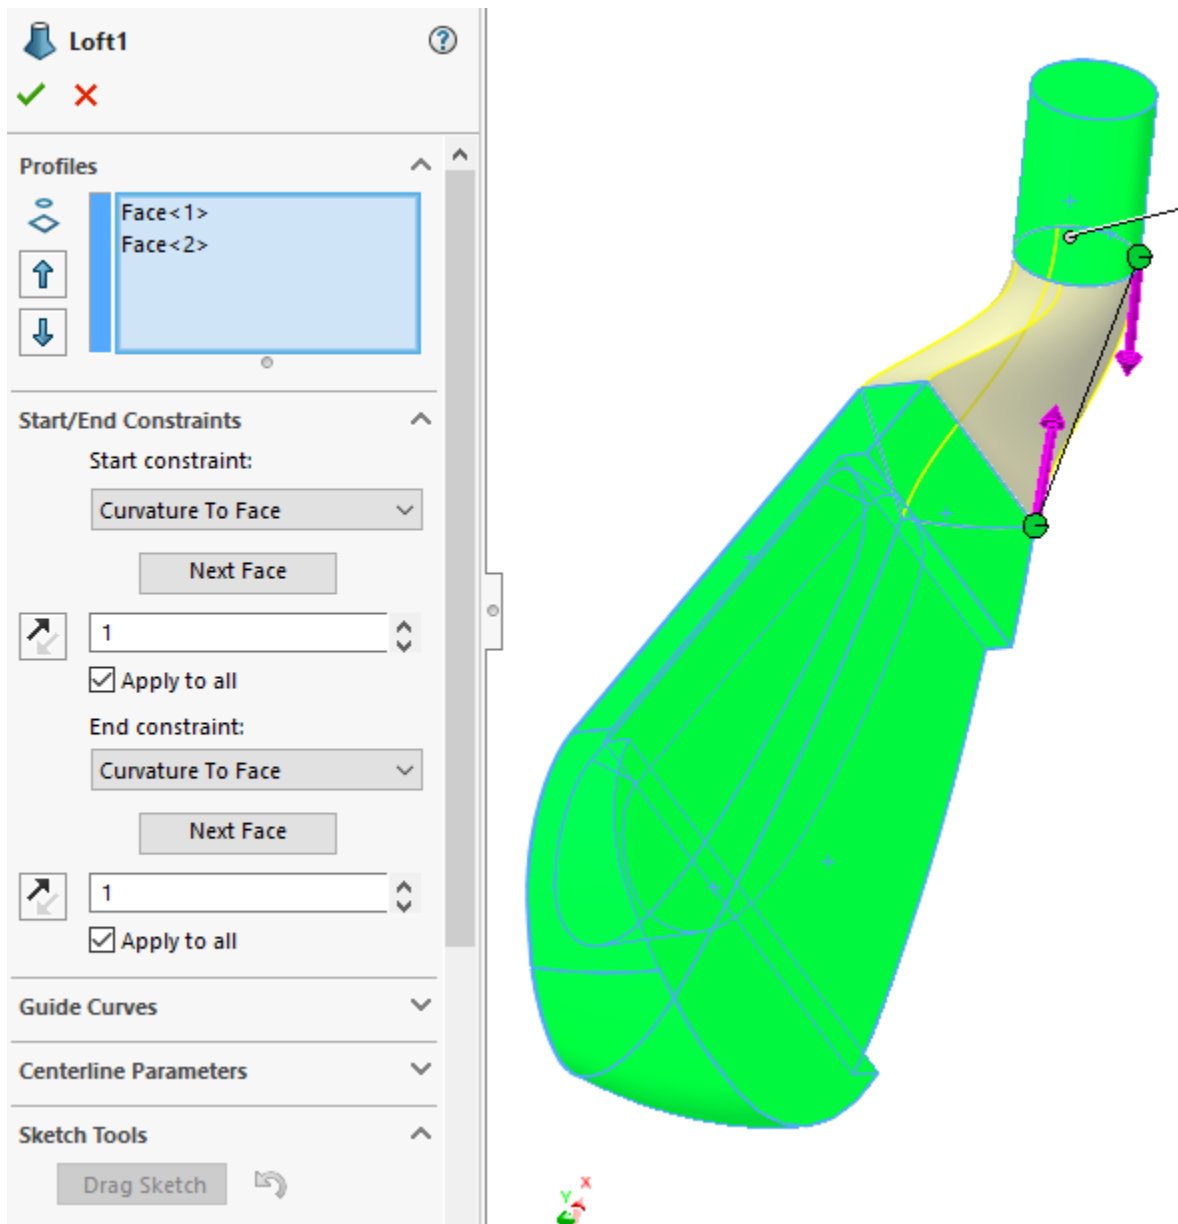 Loft1
Profiles
Face<1>
Face<2>
Start/End Constraints
Start constraint:
Curvature To Face
Next Face
1
Apply to all
End constraint:
Curvature To Face
Next Face
1
Apply to all
Guide Curves
Centerline Parameters
Sketch Tools
Drag Sketch
Y
X